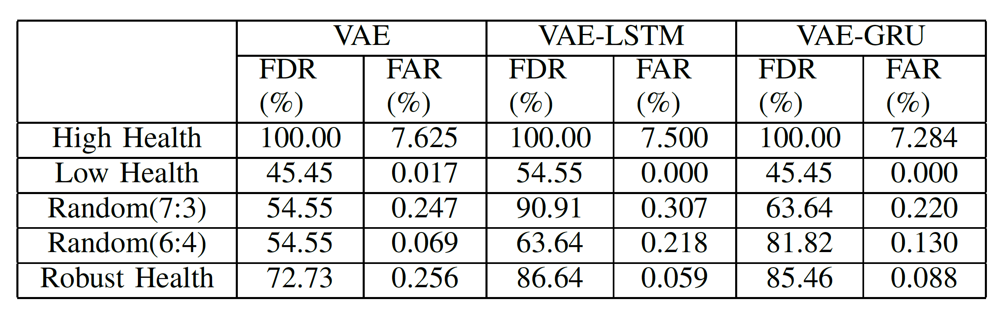 VAE VAE-LSTM VAE-GRU
FDR FAR FDR FAR FDR FAR
(%) (%) (%) (%) (%) (%)
High Health 100.00 7.625 100.00 7.500 100.00 7.284
Low Health 45.45 0.017 54.55 0.000 45.45 0.000
Random(7:3) 54.55 0.247 90.91 0.307 63.64 0.220
Random(6:4) 54.55 0.069 63.64 0.218 81.82 0.130
Robust Health 72.73 0.256 86.64 0.059 85.46 0.088